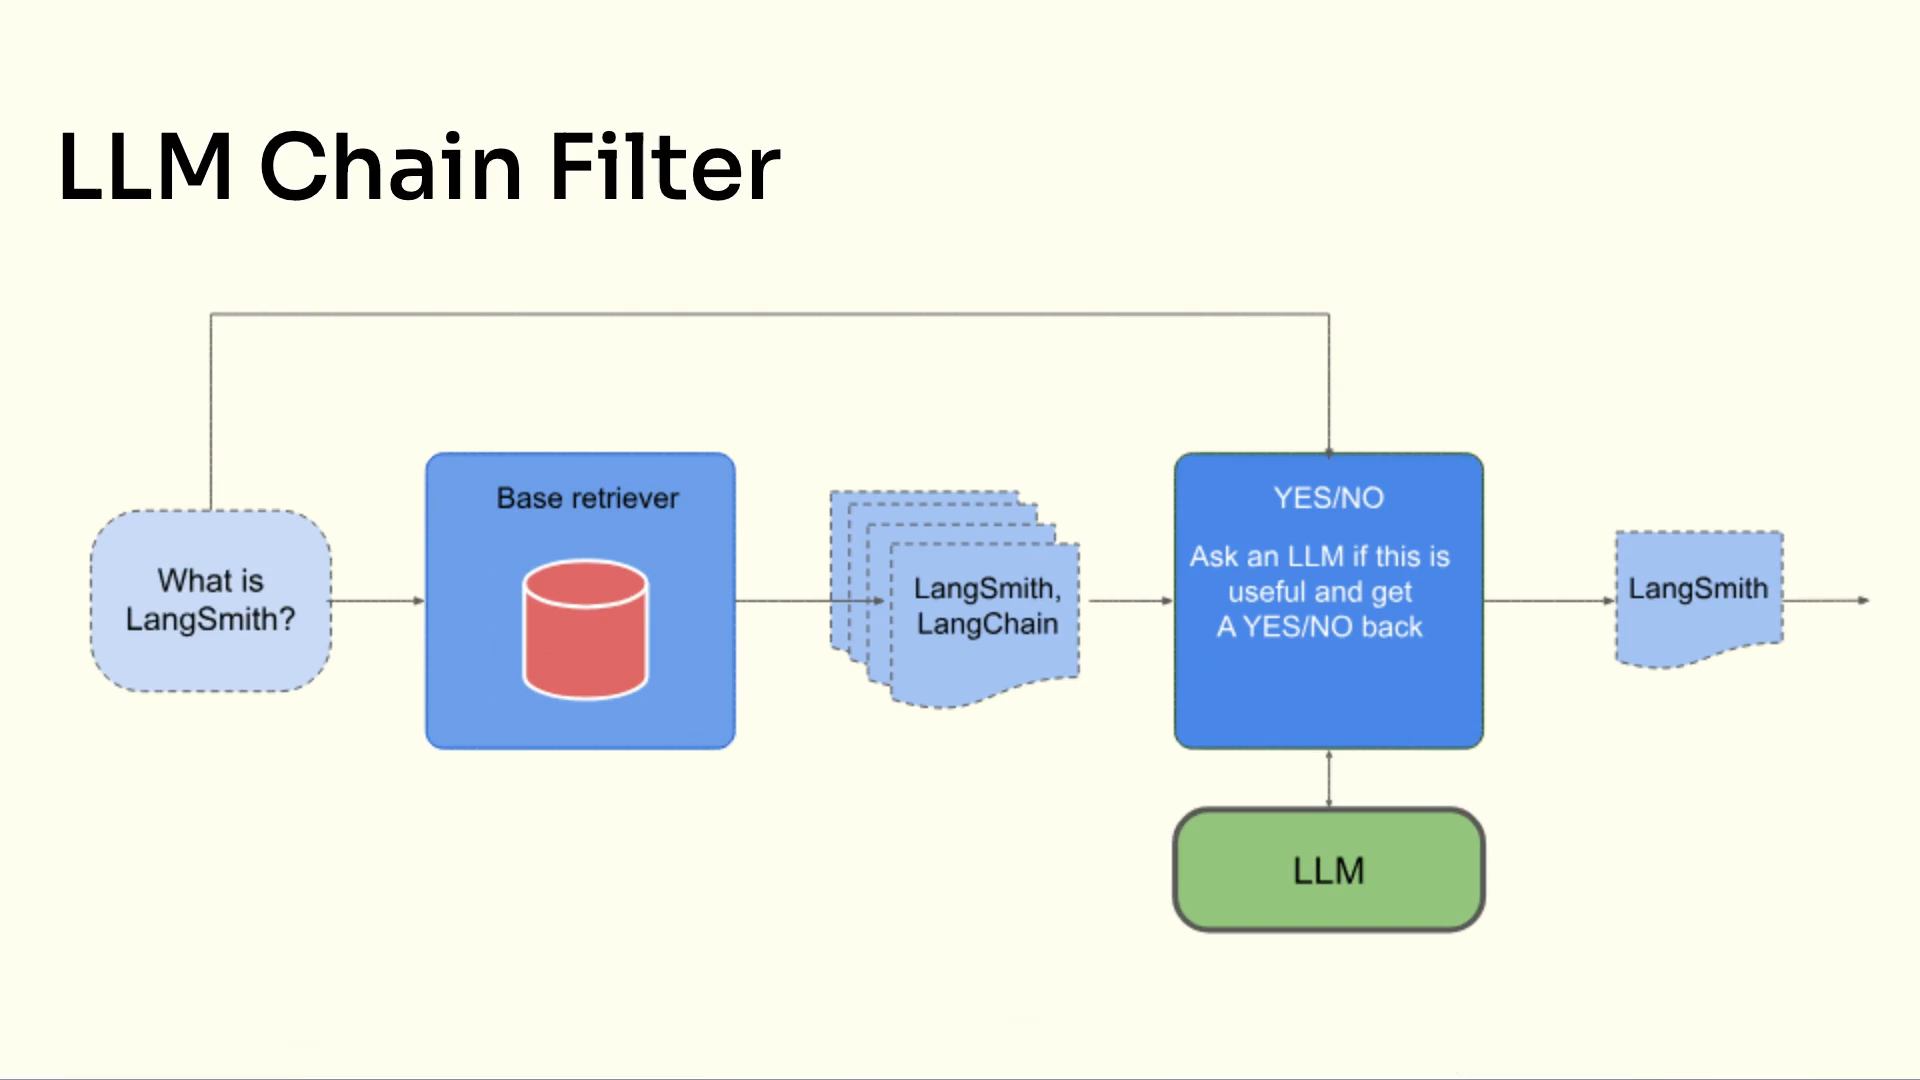 LLM Chain Filter
What is
LangSmith?
Base retriever
LangSmith,
LangChain
YES/NO
Ask an LLM if this is
useful and get
A YES/NO back
LangSmith
LLM